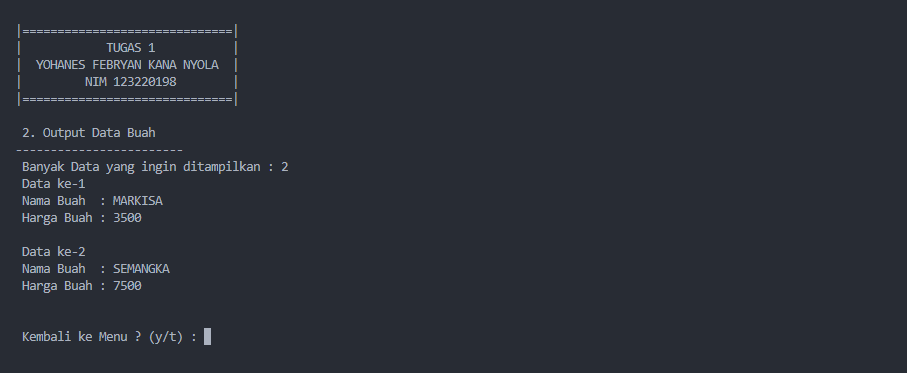 |==============================|
|            TUGAS 1           |
|  YOHANES FEBRYAN KANA NYOLA  |
|         NIM 123220198        |
|==============================|
2. Output Data Buah
------------------------
Banyak Data yang ingin ditampilkan : 2
Data ke-1
Nama Buah  : MARKISA
Harga Buah : 3500
Data ke-2
Nama Buah  : SEMANGKA
Harga Buah : 7500
Kembali ke Menu ? (y/t) :